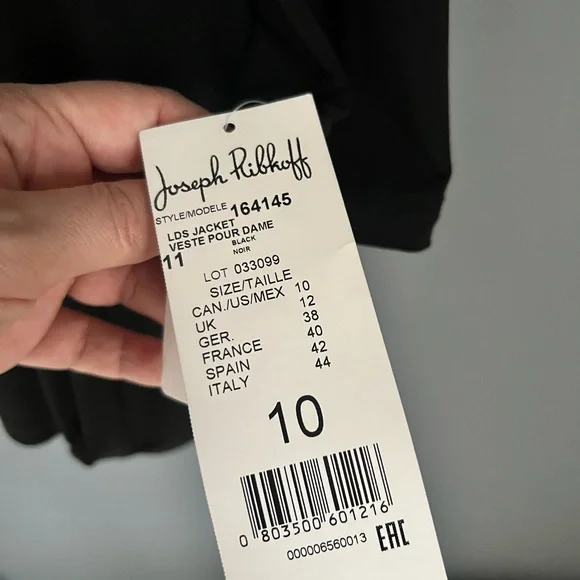 Joseph Ribkoff
STYLE/MODELE 164145
LDS JACKET
VESTE POUR DAME
11 BLACK
NOIR
LOT 033099
SIZE/TAILLE
CAN./US/MEX 10
UK 12
GER. 38
FRANCE 40
SPAIN 42
ITALY 44
10
0 803500 601216
000006560013 EAC